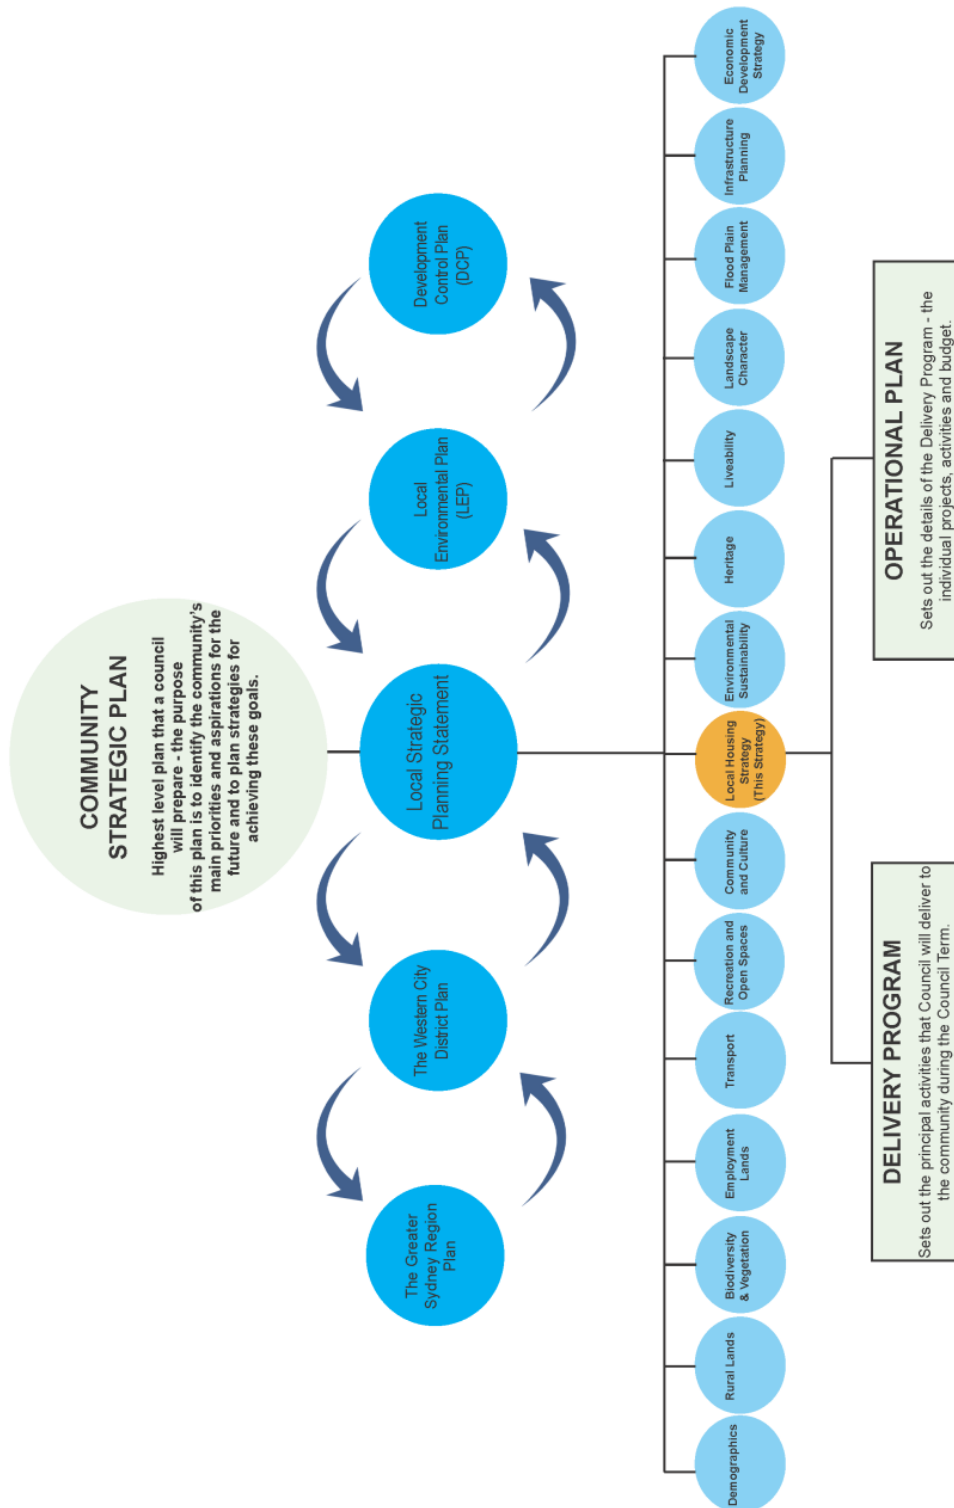 COMMUNITY
STRATEGIC PLAN
Highest level plan that a council
will prepare - the purpose
of this plan is to identify the community's
main priorities and aspirations for the
future and to plan strategies for
achieving these goals.
The Greater
Sydney Region
Plan
The Western City
District Plan
Local Strategic
Planning Statement
Local
Environmental Plan
(LEP)
Development
Control Plan
(DCP)
Demographics
Rural Lands
Biodiversity
& Vegetation
Employment
Lands
Transport
Recreation and
Open Spaces
Community
and Culture
Local Housing
Strategy
(This Strategy)
Environmental
Sustainability
Heritage
Liveability
Landscape
Character
Flood Plain
Management
Infrastructure
Planning
Economic
Development
Strategy
DELIVERY PROGRAM
Sets out the principal activities that Council will deliver to
the community during the Council Term.
OPERATIONAL PLAN
Sets out the details of the Delivery Program - the
individual projects, activities and budget.